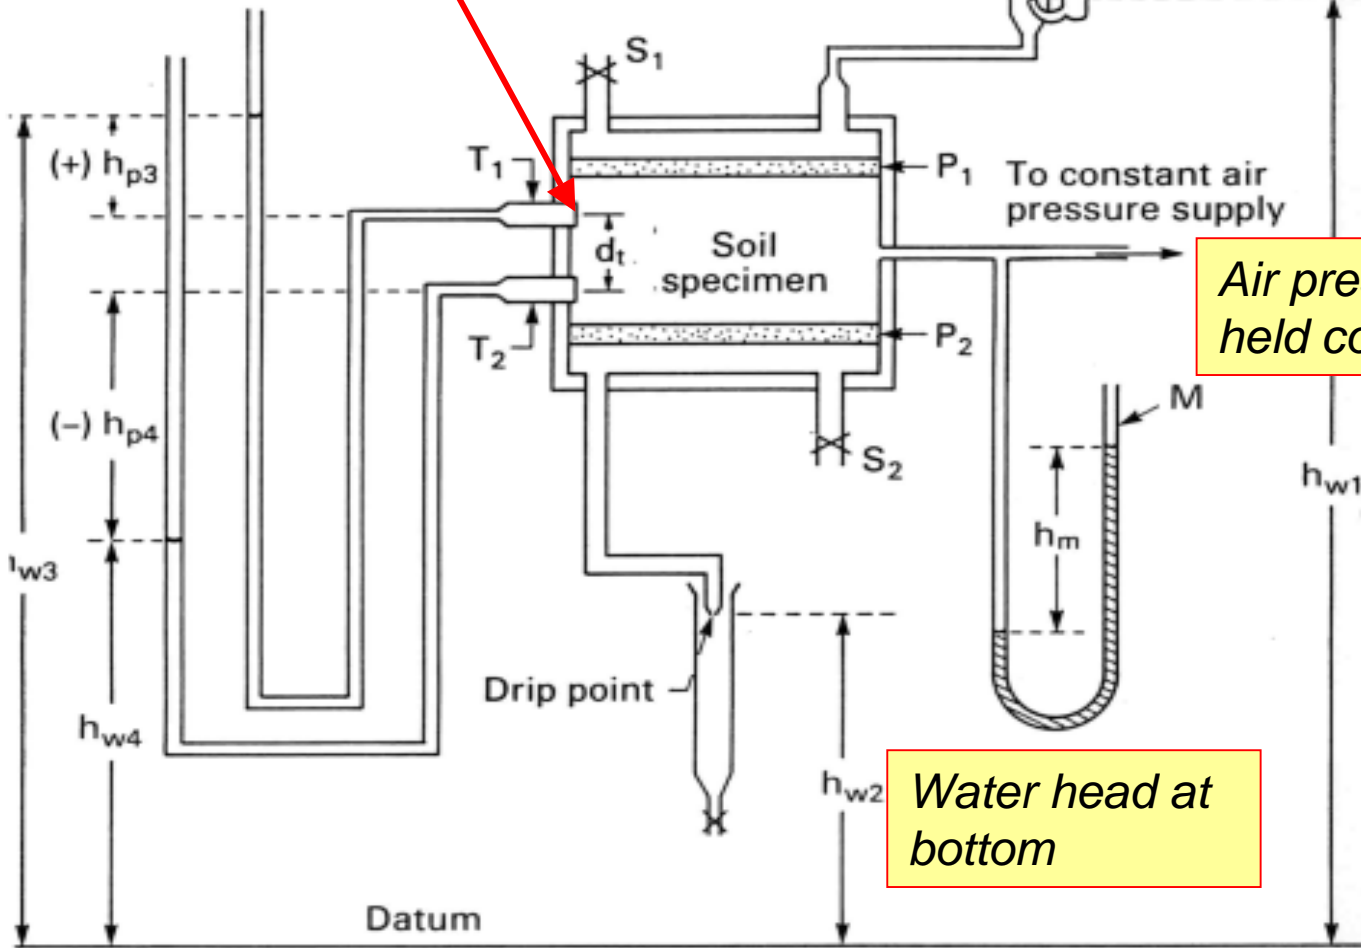 S1
(+) hp3
T1
P1
To constant air
pressure supply
dt
Soil
specimen
Air pre
held co
T2
P2
(-) hp4
M
S2
hw1
hm
w3
Drip point
hw4
hw2
Water head at
bottom
Datum